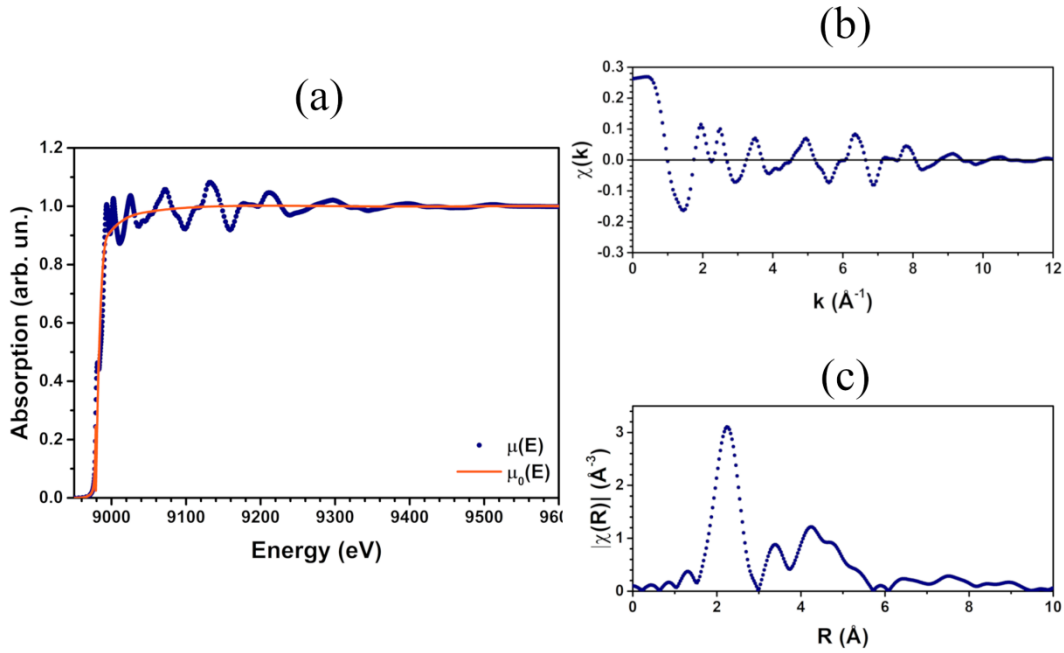 (a)
1.2
1.0
0.8
0.6
0.4
0.2
0.0
Absorption (arb. un.)
μ(E)
μ₀(E)
9000 9100 9200 9300 9400 9500 960
Energy (eV)
(b)
0.3
0.2
0.1
0.0
-0.1
-0.2
-0.3
χ(k)
0 2 4 6 8 10 12
k (Å⁻¹)
(c)
3
2
1
0
|χ(R)| (Å⁻³)
0 2 4 6 8 10
R (Å)